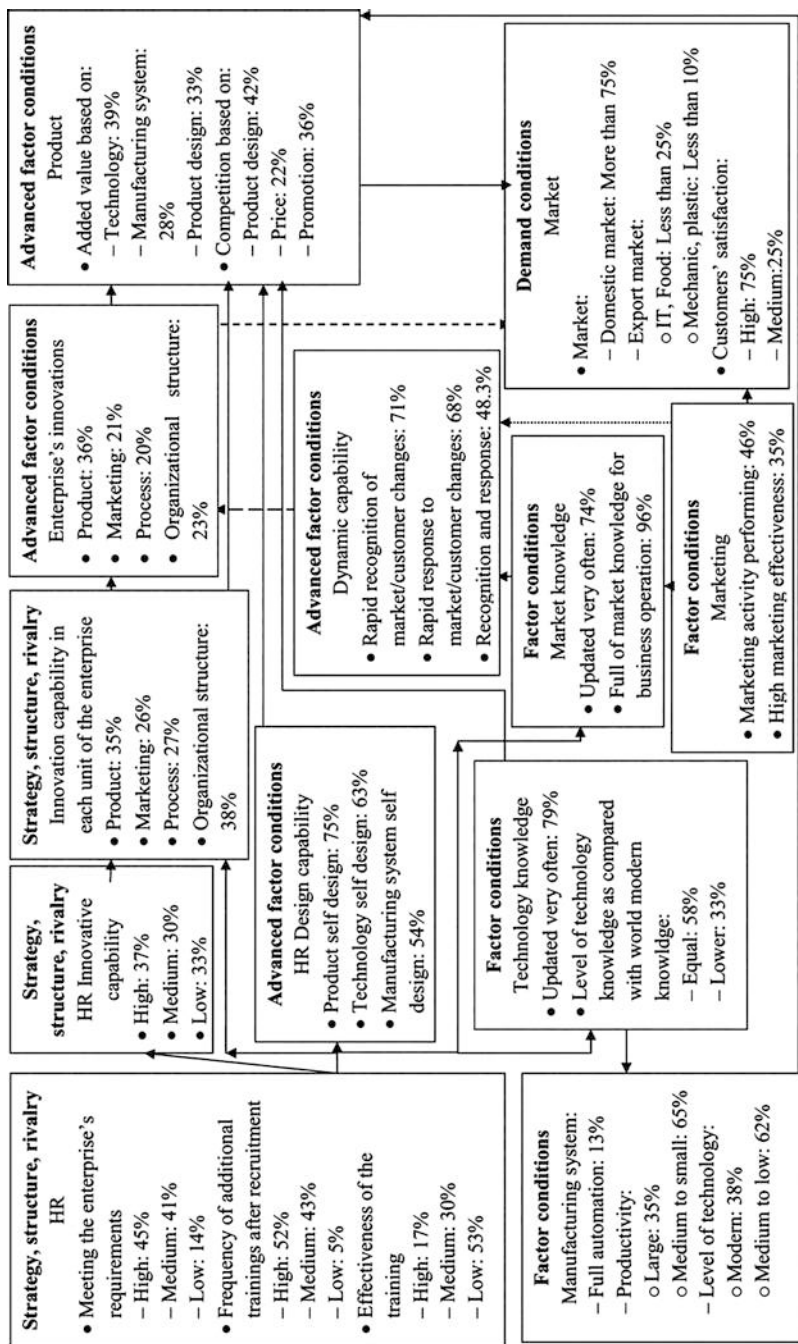 Strategy, structure, rivalry
HR
● Meeting the enterprise's
requirements
– High: 45%
– Medium: 41%
– Low: 14%
● Frequency of additional
trainings after recruitment
– High: 52%
– Medium: 43%
– Low: 5%
● Effectiveness of the
training
– High: 17%
– Medium: 30%
– Low: 53%
Strategy,
structure, rivalry
HR Innovative
capability
● High: 37%
● Medium: 30%
● Low: 33%
Strategy, structure, rivalry
Innovation capability in
each unit of the enterprise
● Product: 35%
● Marketing: 26%
● Process: 27%
● Organizational structure:
38%
Advanced factor conditions
Enterprise's innovations
● Product: 36%
● Marketing: 21%
● Process: 20%
● Organizational structure:
23%
Advanced factor conditions
Product
● Added value based on:
– Technology: 39%
– Manufacturing system:
28%
– Product design: 33%
● Competition based on:
– Product design: 42%
– Price: 22%
– Promotion: 36%
Advanced factor conditions
HR Design capability
● Product self design: 75%
● Technology self design: 63%
● Manufacturing system self
design: 54%
Advanced factor conditions
Dynamic capability
● Rapid recognition of
market/customer changes: 71%
● Rapid response to
market/customer changes: 68%
● Recognition and response: 48.3%
Factor conditions
Manufacturing system:
– Full automation: 13%
– Productivity:
○ Large: 35%
○ Medium to small: 65%
– Level of technology:
○ Modern: 38%
○ Medium to low: 62%
Factor conditions
Technology knowledge
● Updated very often: 79%
● Level of technology
knowledge as compared
with world modern
knowldge:
– Equal: 58%
– Lower: 33%
Factor conditions
Market knowledge
● Updated very often: 74%
● Full of market knowledge for
business operation: 96%
Factor conditions
Marketing
● Marketing activity performing: 46%
● High marketing effectiveness: 35%
Demand conditions
Market
● Market:
– Domestic market: More than 75%
– Export market:
○ IT, Food: Less than 25%
○ Mechanic, plastic: Less than 10%
● Customers' satisfaction:
– High: 75%
– Medium:25%